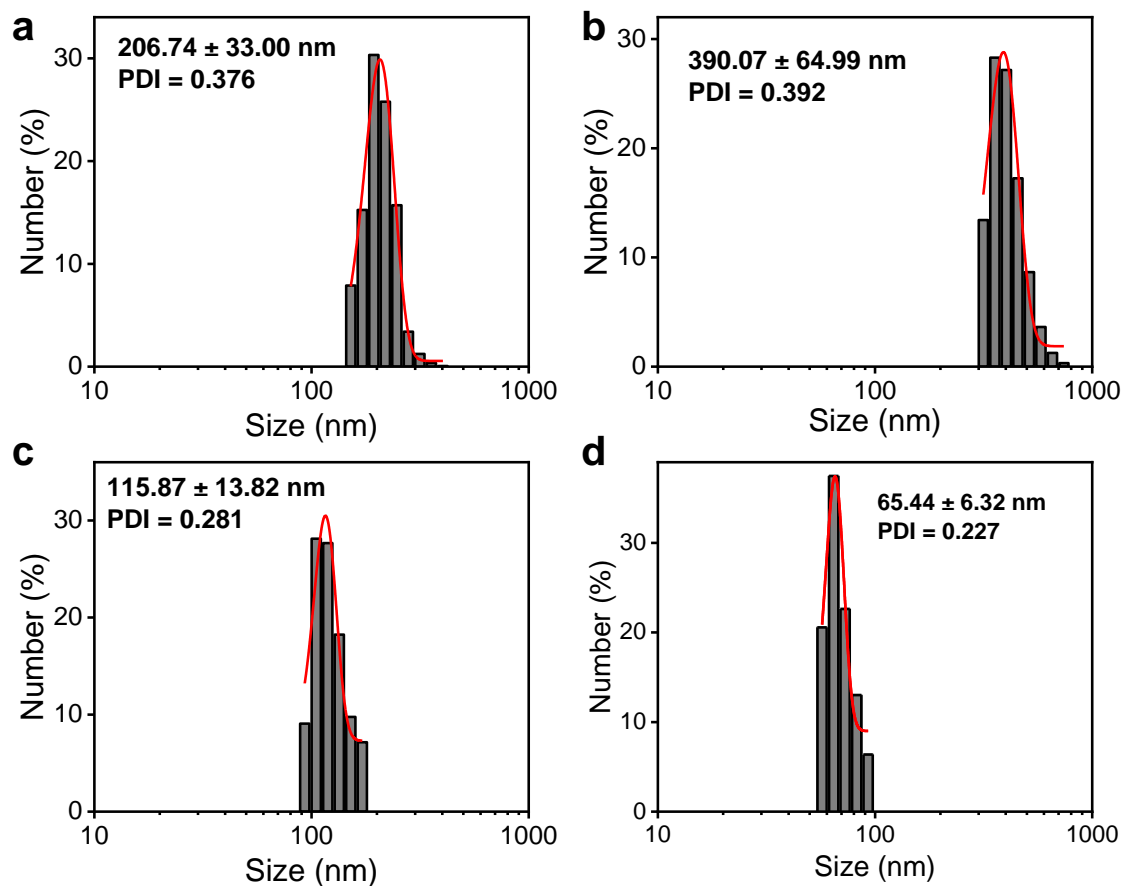 a
206.74 ± 33.00 nm
PDI = 0.376
Number (%)
30
20
10
0
10
100
1000
Size (nm)
b
390.07 ± 64.99 nm
PDI = 0.392
Number (%)
30
20
10
0
10
100
1000
Size (nm)
c
115.87 ± 13.82 nm
PDI = 0.281
Number (%)
30
20
10
0
10
100
1000
Size (nm)
d
65.44 ± 6.32 nm
PDI = 0.227
Number (%)
30
20
10
0
10
100
1000
Size (nm)